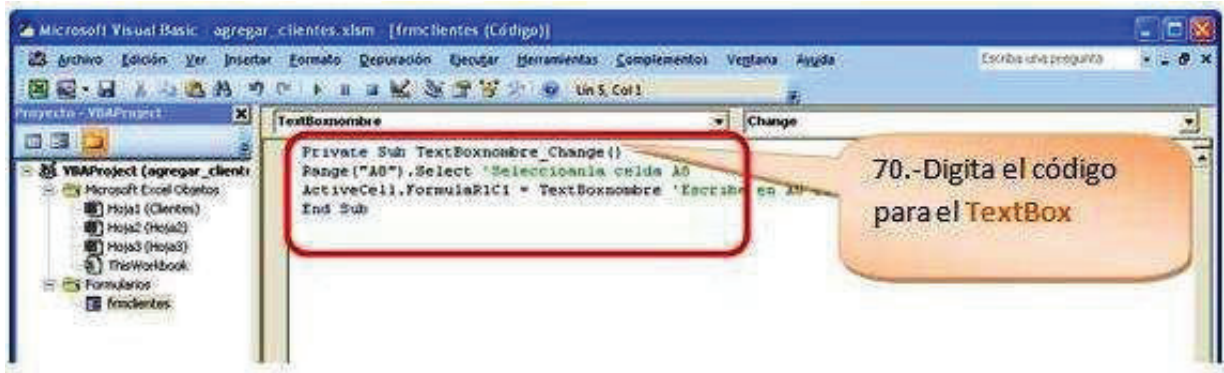 Microsoft Visual Basic - agregar_clientes.xlsm - [frmclientes (Código)]
Archivo Edición Ver Insertar Formato Depuración Ejecutar Herramientas Complementos Ventana Ayuda
Escriba una pregunta
Lín 5, Col 1
Proyecto - VBAProject
TextBoxnombre
Change
VBAProject (agregar_client
Microsoft Excel Objetos
Hoja1 (Clientes)
Hoja2 (Hoja2)
Hoja3 (Hoja3)
ThisWorkbook
Formularios
frmclientes
Private Sub TextBoxnombre_Change()
Range("A8").Select 'Seleccionanla celda A8
ActiveCell.FormulaR1C1 = TextBoxnombre 'Escribe en A8
End Sub
70.-Digita el código
para el TextBox